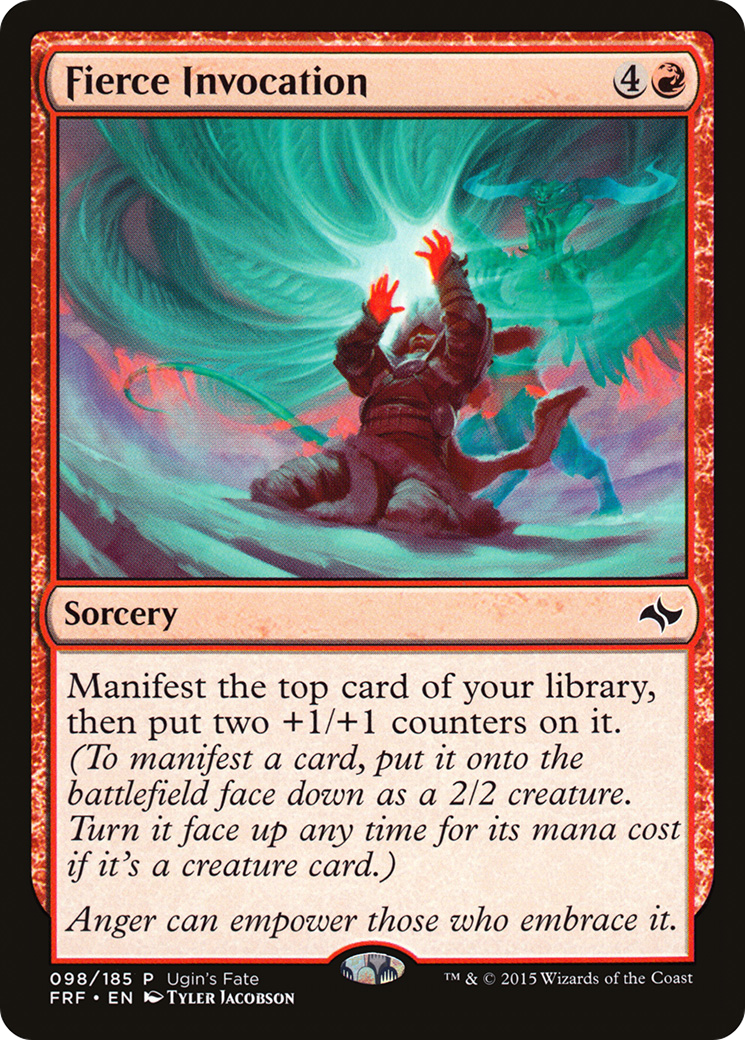 Fierce Invocation 4
Sorcery
Manifest the top card of your library,
then put two +1/+1 counters on it.
(To manifest a card, put it onto the
battlefield face down as a 2/2 creature.
Turn it face up any time for its mana cost
if it's a creature card.)
Anger can empower those who embrace it.
098/185 P Ugin's Fate
FRF • EN Tyler Jacobson
™ & © 2015 Wizards of the Coast